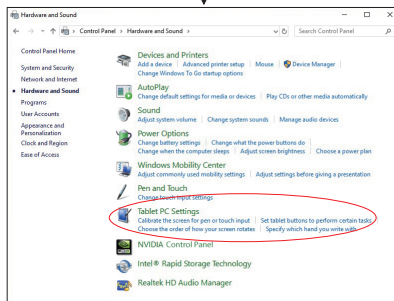 Hardware and Sound
Control Panel > Hardware and Sound >
Search Control Panel
Control Panel Home
System and Security
Network and Internet
Hardware and Sound
Programs
User Accounts
Appearance and
Personalization
Clock and Region
Ease of Access
Devices and Printers
Add a device | Advanced printer setup | Mouse | Device Manager |
Change Windows To Go startup options
AutoPlay
Change default settings for media or devices | Play CDs or other media automatically
Sound
Adjust system volume | Change system sounds | Manage audio devices
Power Options
Change battery settings | Change what the power buttons do |
Change when the computer sleeps | Adjust screen brightness | Choose a power plan
Windows Mobility Center
Adjust commonly used mobility settings | Adjust settings before giving a presentation
Pen and Touch
Change touch input settings
Tablet PC Settings
Calibrate the screen for pen or touch input | Set tablet buttons to perform certain tasks
Choose the order of how your screen rotates | Specify which hand you write with
NVIDIA Control Panel
Intel® Rapid Storage Technology
Realtek HD Audio Manager